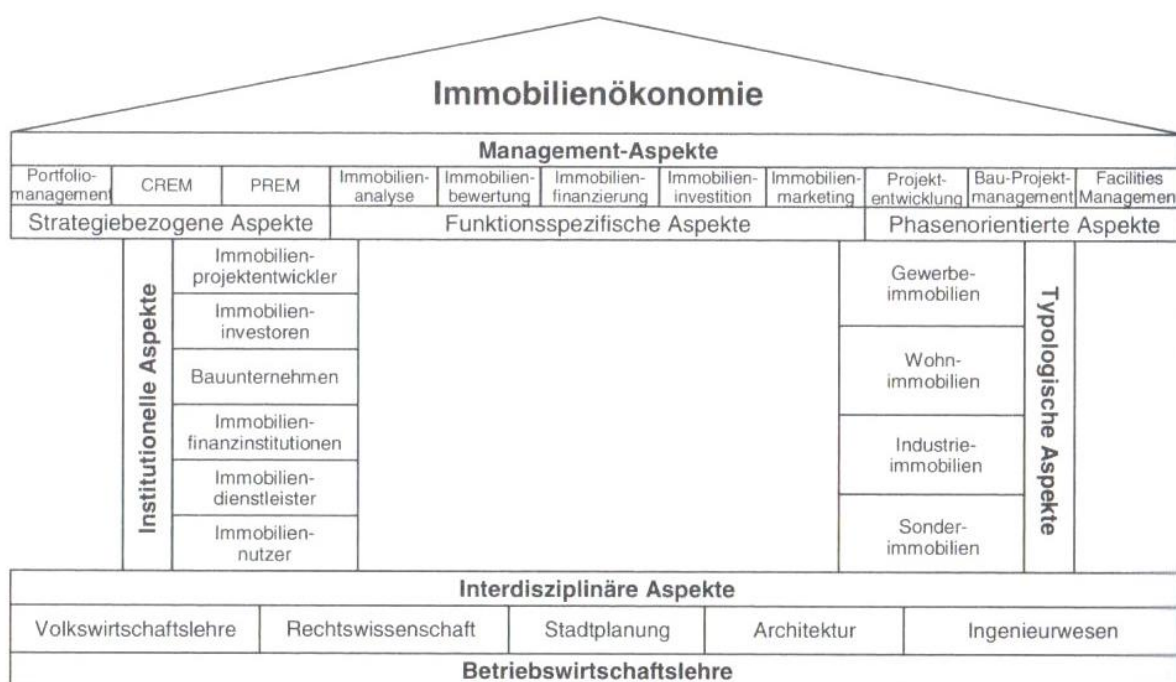 Immobilienökonomie
Management-Aspekte
Portfolio-
management
CREM
PREM
Immobilien-
analyse
Immobilien-
bewertung
Immobilien-
finanzierung
Immobilien-
investition
Immobilien-
marketing
Projekt-
entwicklung
Bau-Projekt-
management
Facilities
Management
Strategiebezogene Aspekte
Funktionsspezifische Aspekte
Phasenorientierte Aspekte
Institutionelle Aspekte
Immobilien-
projektentwickler
Immobilien-
investoren
Bauunternehmen
Immobilien-
finanzinstitutionen
Immobilien-
dienstleister
Immobilien-
nutzer
Gewerbe-
immobilien
Wohn-
immobilien
Industrie-
immobilien
Sonder-
immobilien
Typologische Aspekte
Interdisziplinäre Aspekte
Volkswirtschaftslehre
Rechtswissenschaft
Stadtplanung
Architektur
Ingenieurwesen
Betriebswirtschaftslehre